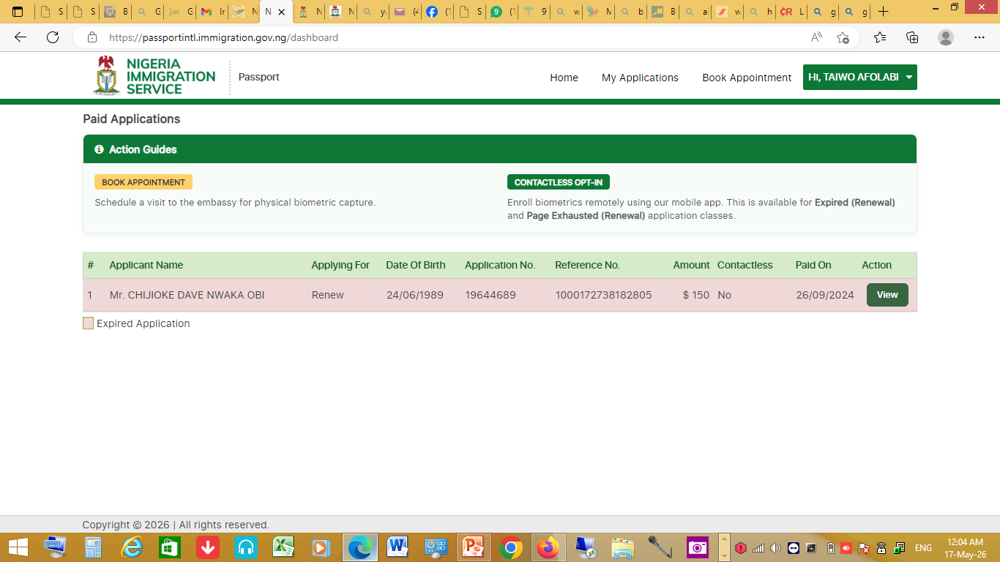 S
S
B
G
G
Ir
N
N
N
N
y
(4
(1
S
(1
9
w
M
b
B
a
w
h
L
g
g
https://passportintl.immigration.gov.ng/dashboard
NIGERIA
IMMIGRATION
SERVICE
Passport
Home
My Applications
Book Appointment
HI, TAIWO AFOLABI
Paid Applications
Action Guides
BOOK APPOINTMENT
Schedule a visit to the embassy for physical biometric capture.
CONTACTLESS OPT-IN
Enroll biometrics remotely using our mobile app. This is available for Expired (Renewal)
and Page Exhausted (Renewal) application classes.
# Applicant Name Applying For Date Of Birth Application No. Reference No. Amount Contactless Paid On Action
1 Mr. CHIJIOKE DAVE NWAKA OBI Renew 24/06/1989 19644689 1000172738182805 $ 150 No 26/09/2024 View
Expired Application
Copyright © 2026 | All rights reserved.
ENG
12:04 AM
17-May-26